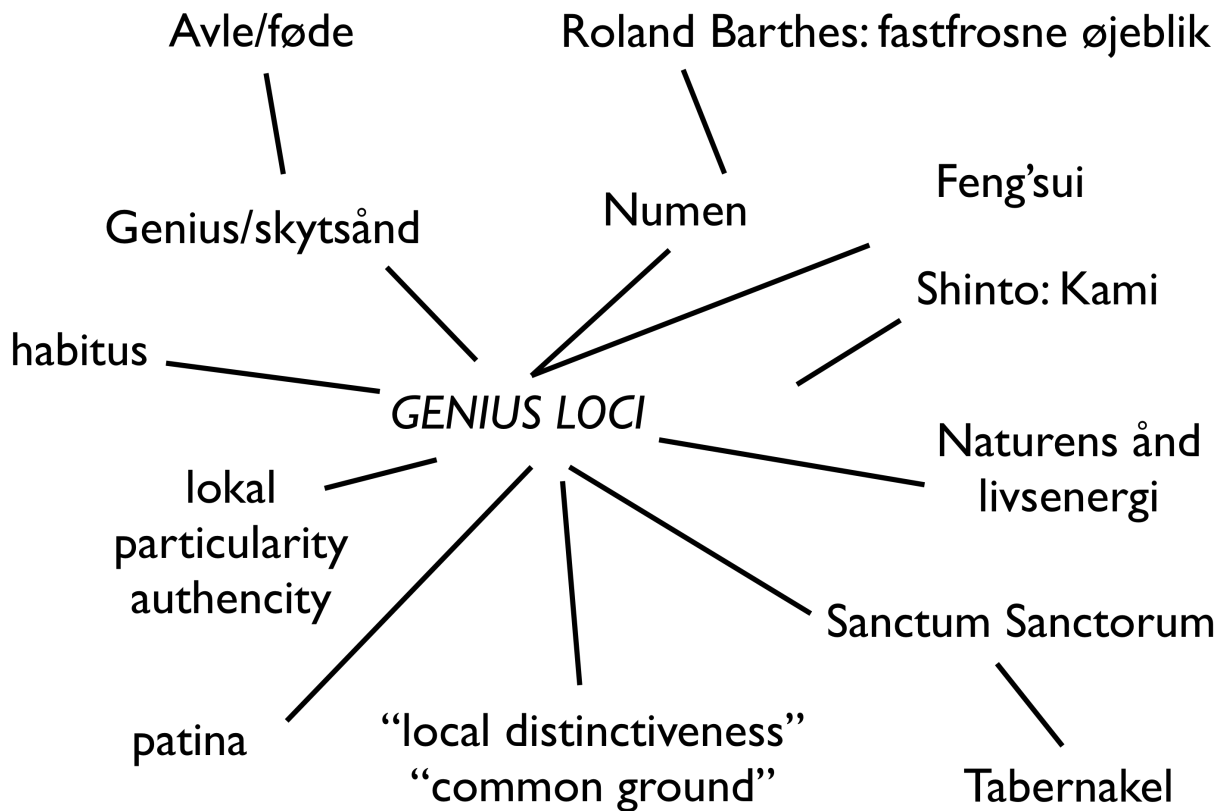 Avle/føde
Roland Barthes: fastfrosne øjeblik
Feng’sui
Numen
Genius/skytsånd
Shinto: Kami
habitus
GENIUS LOCI
Naturens ånd
livsenergi
lokal
particularity
authencity
Sanctum Sanctorum
patina
“local distinctiveness”
“common ground”
Tabernakel